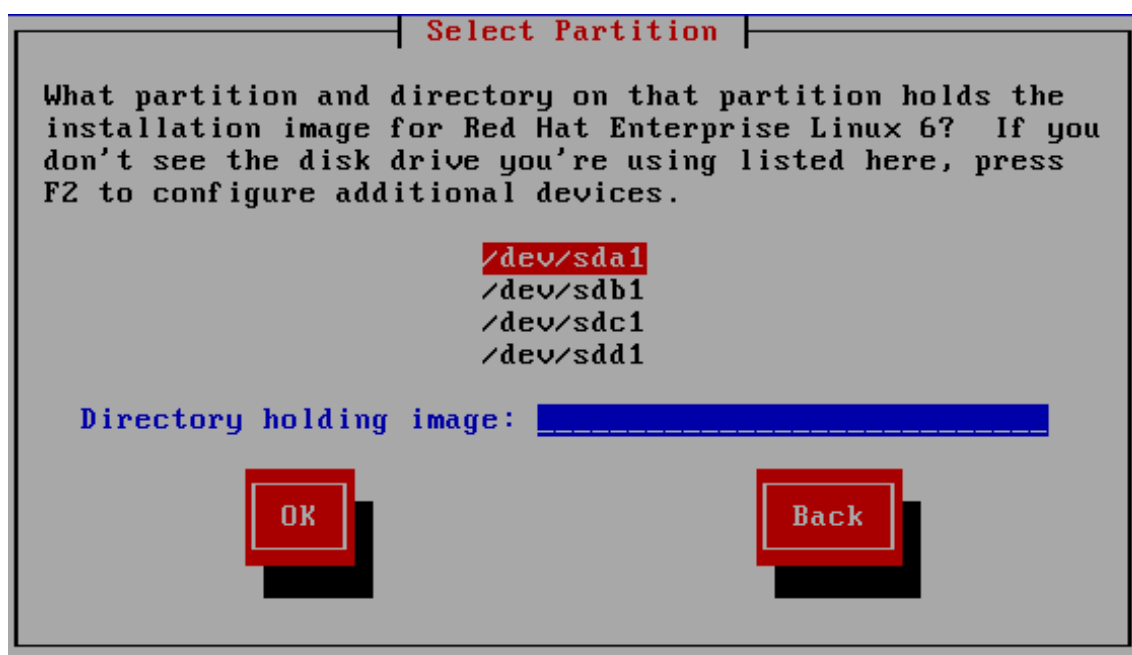 Select Partition
What partition and directory on that partition holds the
installation image for Red Hat Enterprise Linux 6?  If you
don't see the disk drive you're using listed here, press
F2 to configure additional devices.
/dev/sda1
/dev/sdb1
/dev/sdc1
/dev/sdd1
Directory holding image: ____________________________
OK
Back